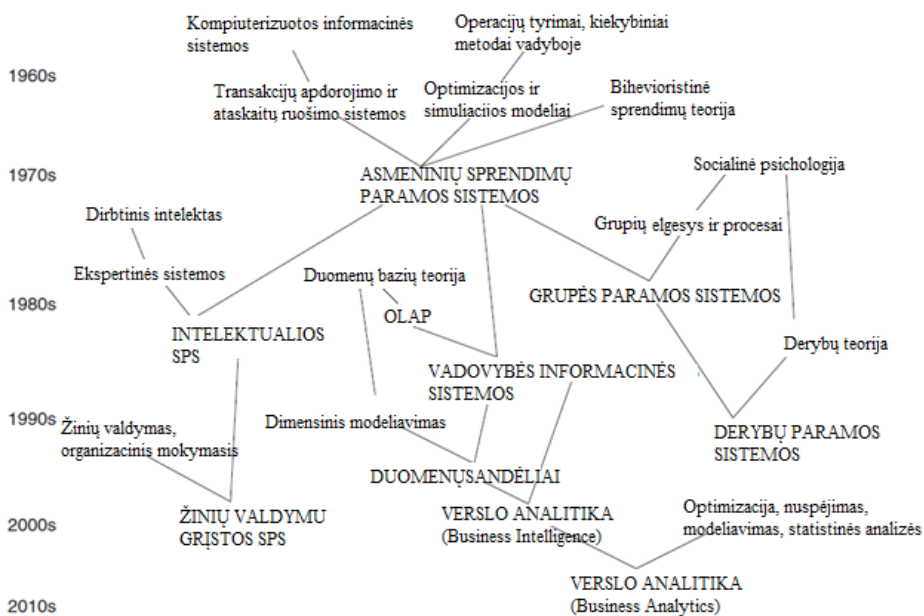 Kompiuterizuotos informacinės
sistemos
Operacijų tyrimai, kiekybiniai
metodai vadyboje
1960s
Transakcijų apdorojimo ir
ataskaitų ruošimo sistemos
Optimizacijos ir
simuliaciios modeliai
Bihevioristinė
sprendimų teorija
1970s
ASMENINIŲ SPRENDIMŲ
PARAMOS SISTEMOS
Socialinė psichologija
Dirbtinis intelektas
Grupių elgesys ir procesai
Ekspertinės sistemos
Duomenų bazių teorija
GRUPĖS PARAMOS SISTEMOS
1980s
OLAP
INTELEKTUALIOS
SPS
Derybų teorija
VADOVYBĖS INFORMACINĖS
SISTEMOS
1990s
Žinių valdymas,
organizacinis mokymasis
Dimensinis modeliavimas
DERYBŲ PARAMOS
SISTEMOS
DUOMENŲSANDĖLIAI
2000s
ŽINIŲ VALDYMU
GRĮSTOS SPS
VERSLO ANALITIKA
(Business Intelligence)
Optimizacija, nuspėjimas,
modeliavimas, statistinės analizės
VERSLO ANALITIKA
(Business Analytics)
2010s